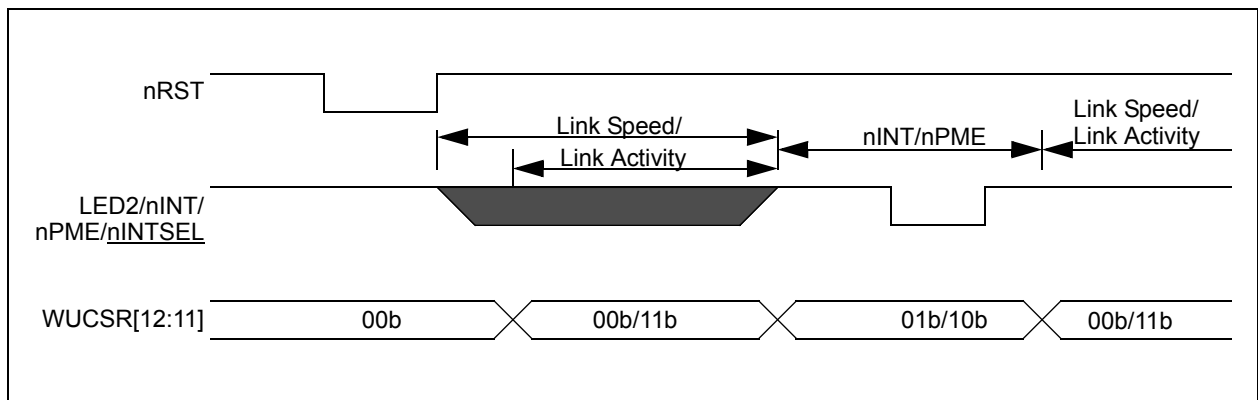 nRST
Link Speed/
Link Activity
nINT/nPME
Link Speed/
Link Activity
LED2/nINT/
nPME/nINTSEL
WUCSR[12:11]
00b
00b/11b
01b/10b
00b/11b